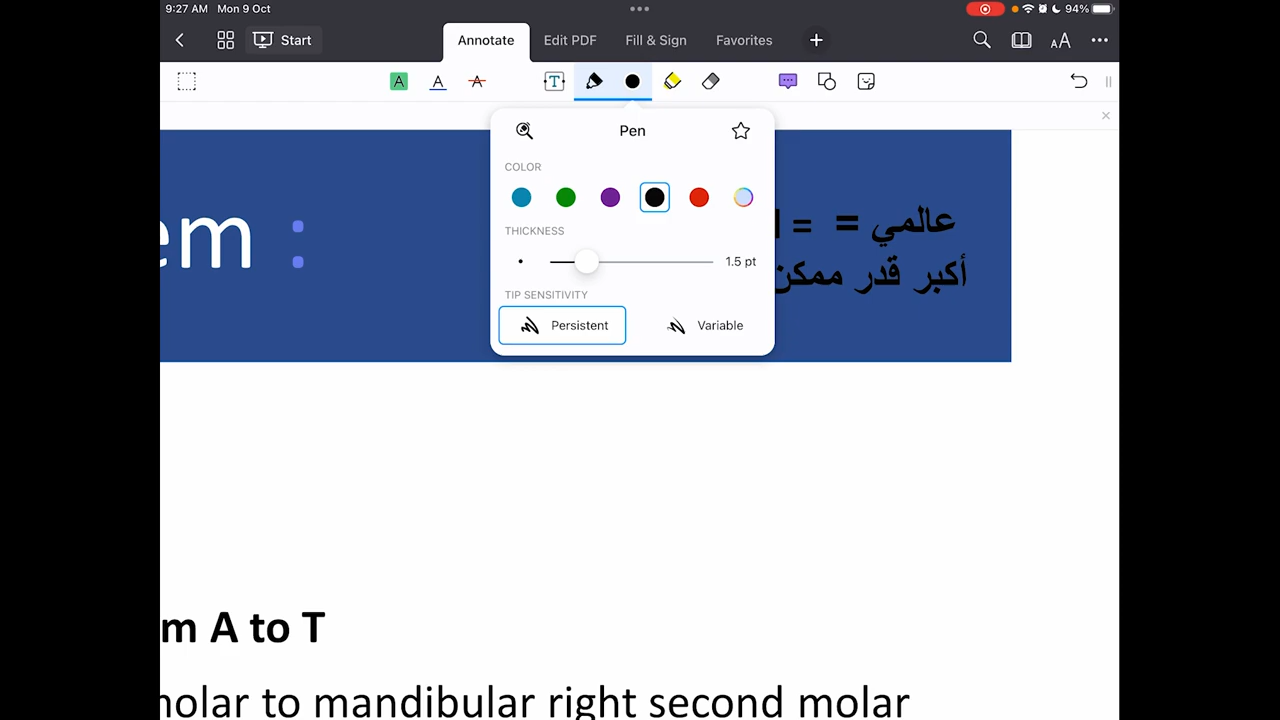 9:27 AM Mon 9 Oct
94%
Start
Annotate
Edit PDF
Fill & Sign
Favorites
Pen
COLOR
THICKNESS
1.5 pt
TIP SENSITIVITY
Persistent
Variable
em :
= = عالمي
أكبر قدر ممكن
m A to T
molar to mandibular right second molar